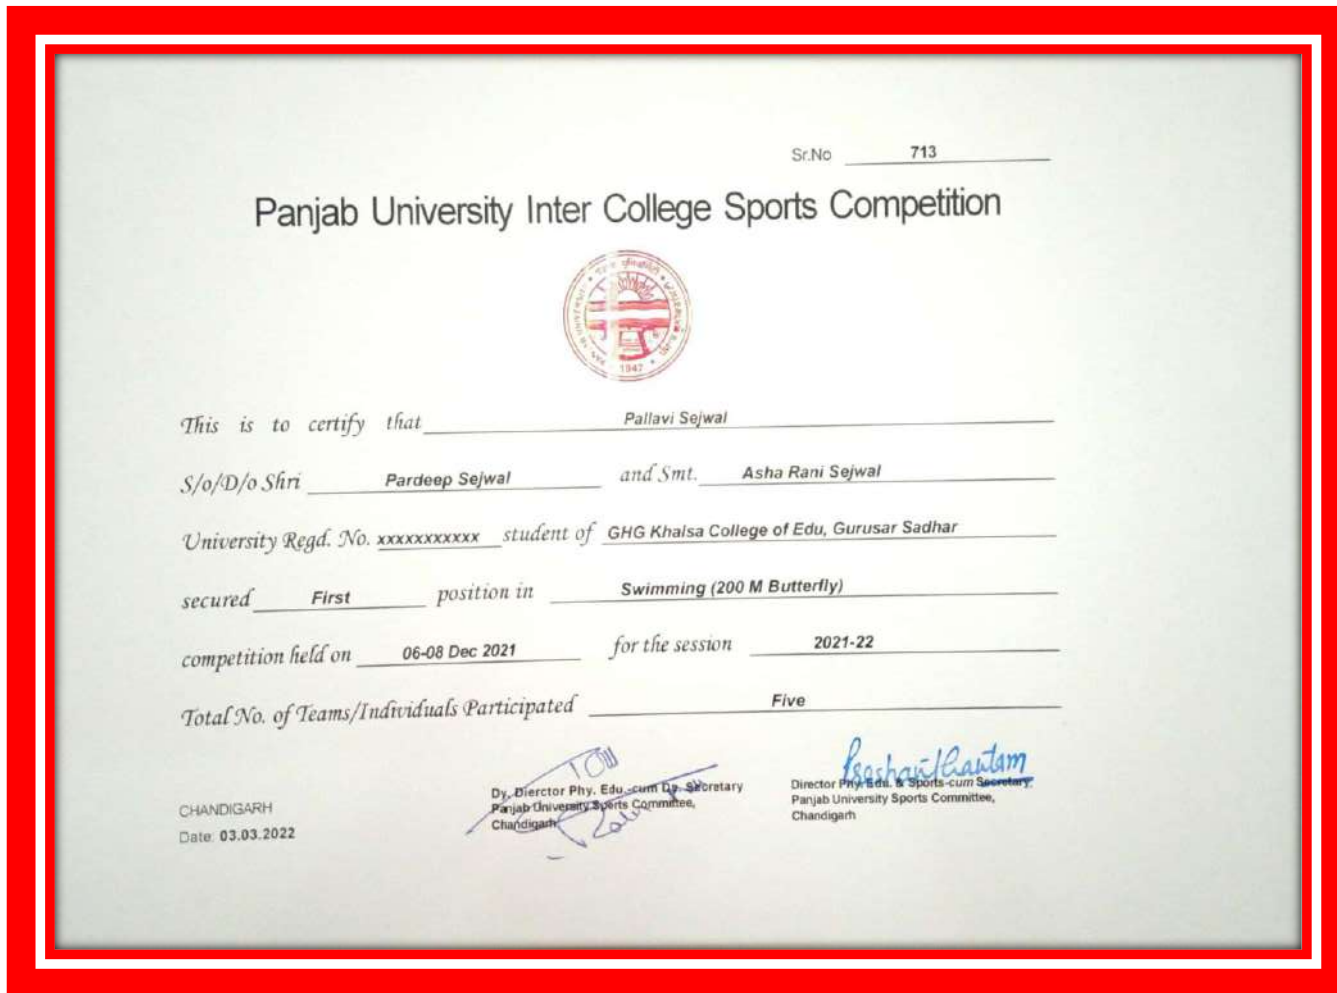 Sr.No 713
Panjab University Inter College Sports Competition
1947
This is to certify that Pallavi Sejwal
S/o/D/o Shri Pardeep Sejwal and Smt. Asha Rani Sejwal
University Regd. No. xxxxxxxxxxx student of GHG Khalsa College of Edu, Gurusar Sadhar
secured First position in Swimming (200 M Butterfly)
competition held on 06-08 Dec 2021 for the session 2021-22
Total No. of Teams/Individuals Participated Five
Dy. Dierctor Phy. Edu.-cum Dy. Secretary
Panjab University Sports Committee,
Chandigarh
Director Phy. Edu. & Sports-cum Secretary
Panjab University Sports Committee,
Chandigarh
CHANDIGARH
Date: 03.03.2022